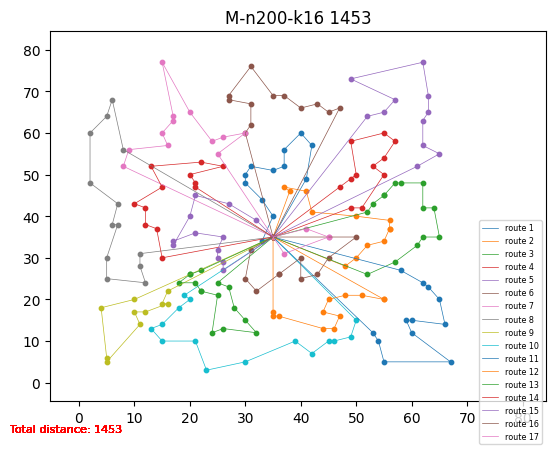 M-n200-k16 1453
80
70
60
50
40
30
20
10
0
0 10 20 30 40 50 60 70 80
route 1
route 2
route 3
route 4
route 5
route 6
route 7
route 8
route 9
route 10
route 11
route 12
route 13
route 14
route 15
route 16
route 17
Total distance: 1453